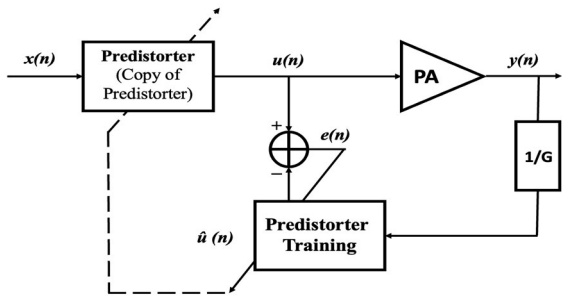 x(n)
Predistorter
(Copy of
Predistorter)
u(n)
PA
y(n)
+
e(n)
1/G
−
û (n)
Predistorter
Training